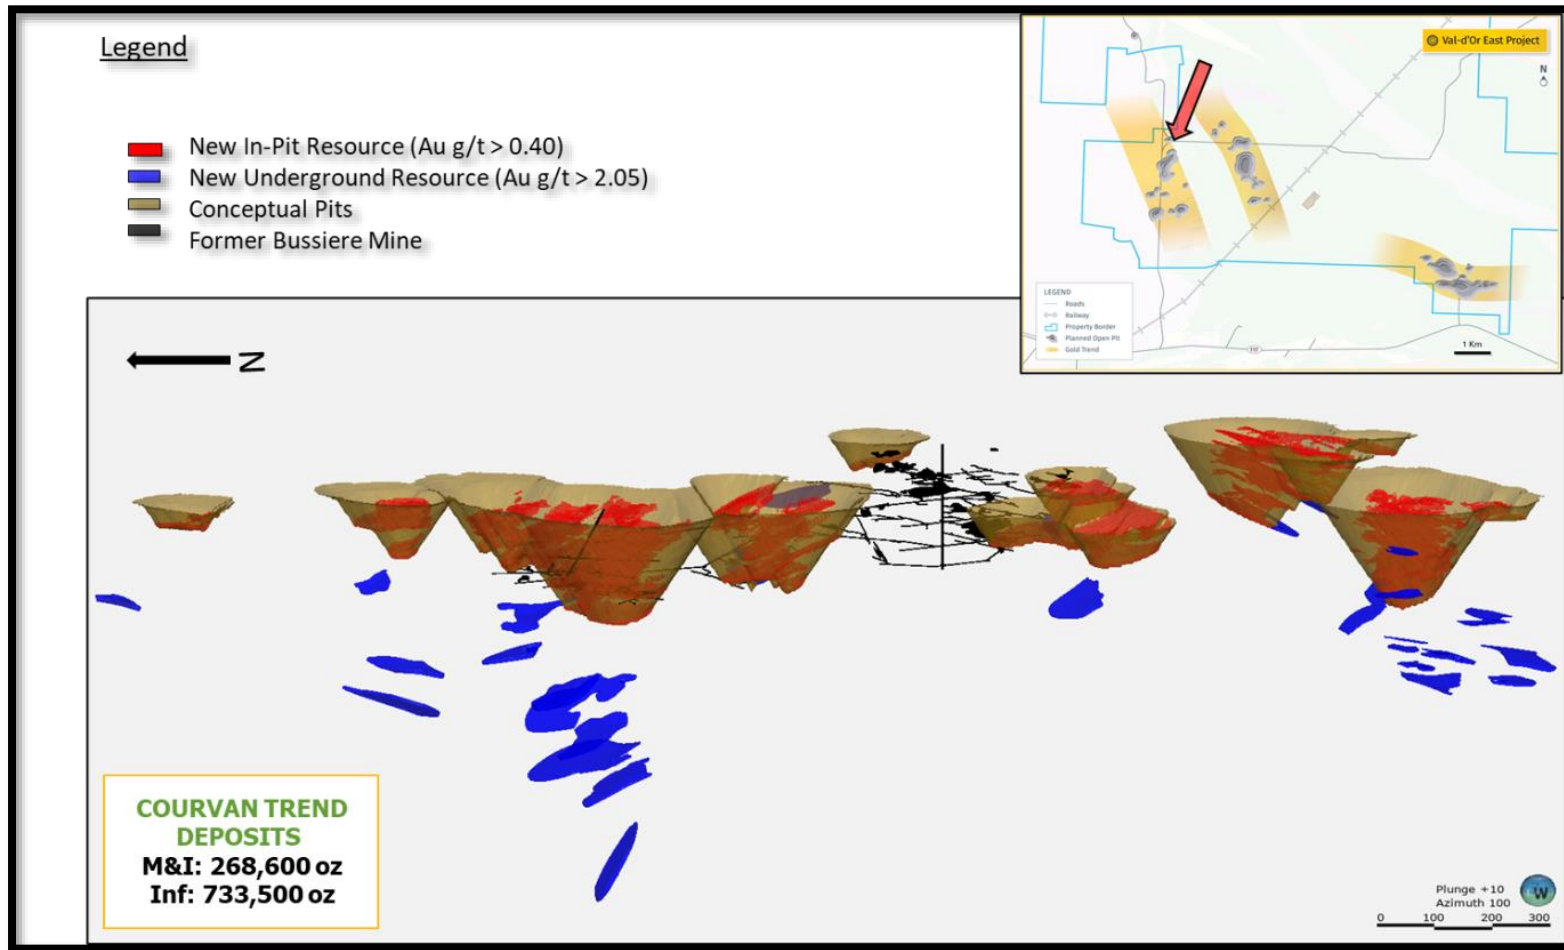 Legend
New In-Pit Resource (Au g/t > 0.40)
New Underground Resource (Au g/t > 2.05)
Conceptual Pits
Former Bussiere Mine
Val-d'Or East Project
N
LEGEND
Roads
Railway
Property Border
Planned Open Pit
Gold Trend
1 Km
N
COURVAN TREND
DEPOSITS
M&I: 268,600 oz
Inf: 733,500 oz
Plunge +10
Azimuth 100
W
0 100 200 300